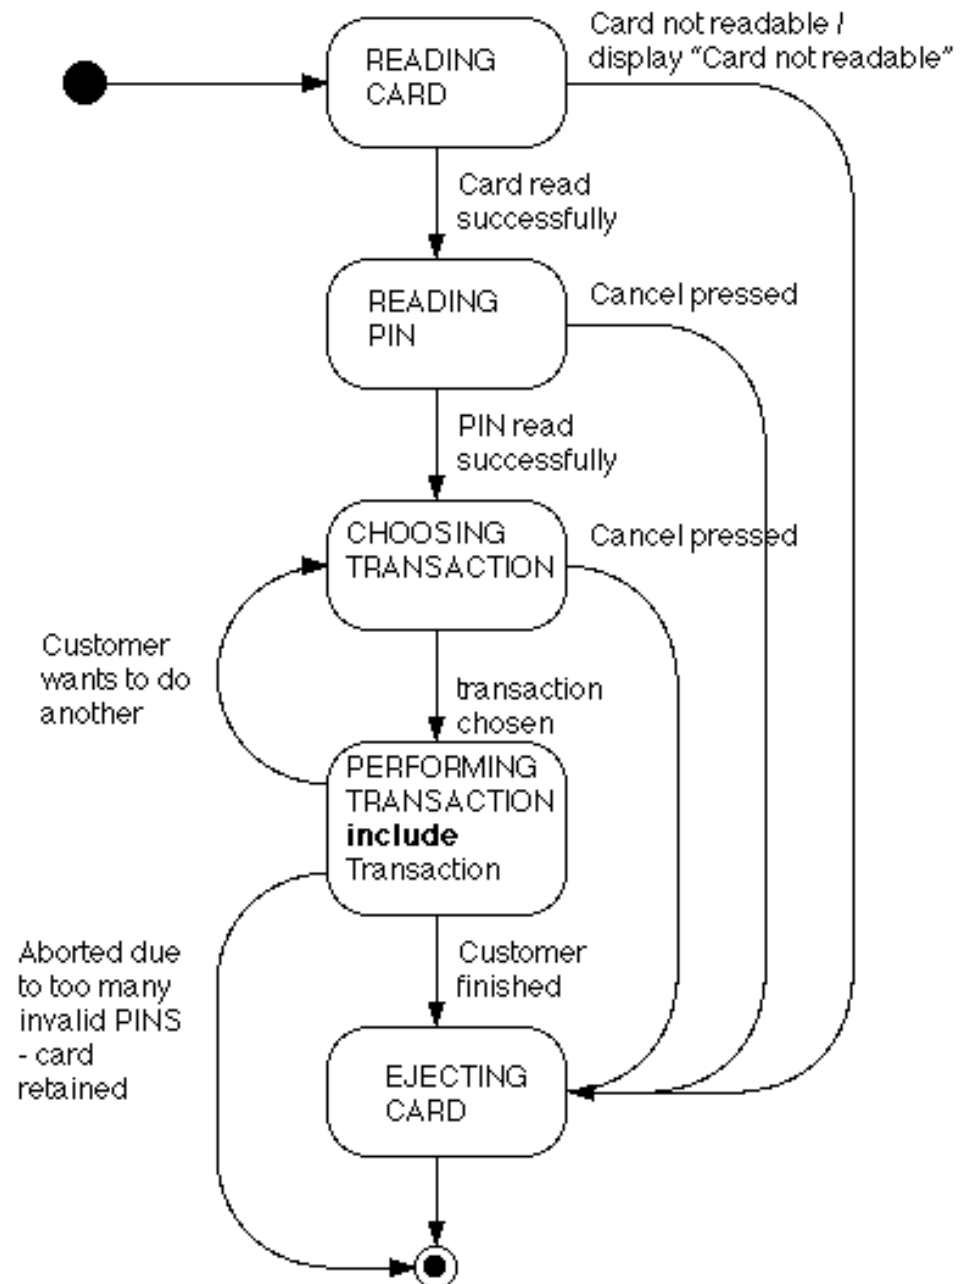 Card not readable /
display "Card not readable"
READING
CARD
Card read
successfully
READING
PIN
Cancel pressed
PIN read
successfully
CHOOSING
TRANSACTION
Cancel pressed
Customer
wants to do
another
transaction
chosen
PERFORMING
TRANSACTION
include
Transaction
Aborted due
to too many
invalid PINS
- card
retained
Customer
finished
EJECTING
CARD